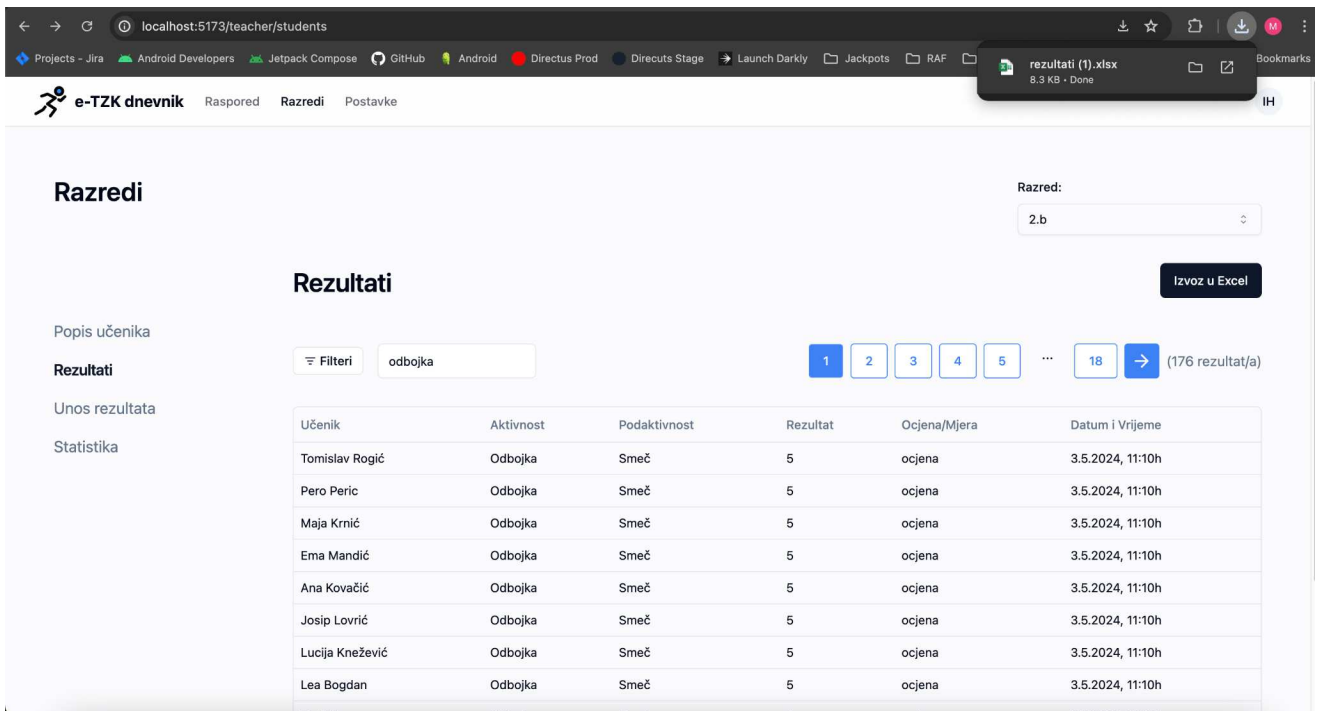 localhost:5173/teacher/students
M
Projects - Jira Android Developers Jetpack Compose GitHub Android Directus Prod Direcuts Stage Launch Darkly Jackpots RAF Bookmarks
rezultati (1).xlsx
8.3 KB • Done
e-TZK dnevnik Raspored Razredi Postavke IH
Razredi
Razred:
2.b
Rezultati
Izvoz u Excel
Popis učenika
Rezultati
Unos rezultata
Statistika
Filteri odbojka 1 2 3 4 5 ... 18 → (176 rezultat/a)
Učenik Aktivnost Podaktivnost Rezultat Ocjena/Mjera Datum i Vrijeme
Tomislav Rogić Odbojka Smeč 5 ocjena 3.5.2024, 11:10h
Pero Peric Odbojka Smeč 5 ocjena 3.5.2024, 11:10h
Maja Krnić Odbojka Smeč 5 ocjena 3.5.2024, 11:10h
Ema Mandić Odbojka Smeč 5 ocjena 3.5.2024, 11:10h
Ana Kovačić Odbojka Smeč 5 ocjena 3.5.2024, 11:10h
Josip Lovrić Odbojka Smeč 5 ocjena 3.5.2024, 11:10h
Lucija Knežević Odbojka Smeč 5 ocjena 3.5.2024, 11:10h
Lea Bogdan Odbojka Smeč 5 ocjena 3.5.2024, 11:10h